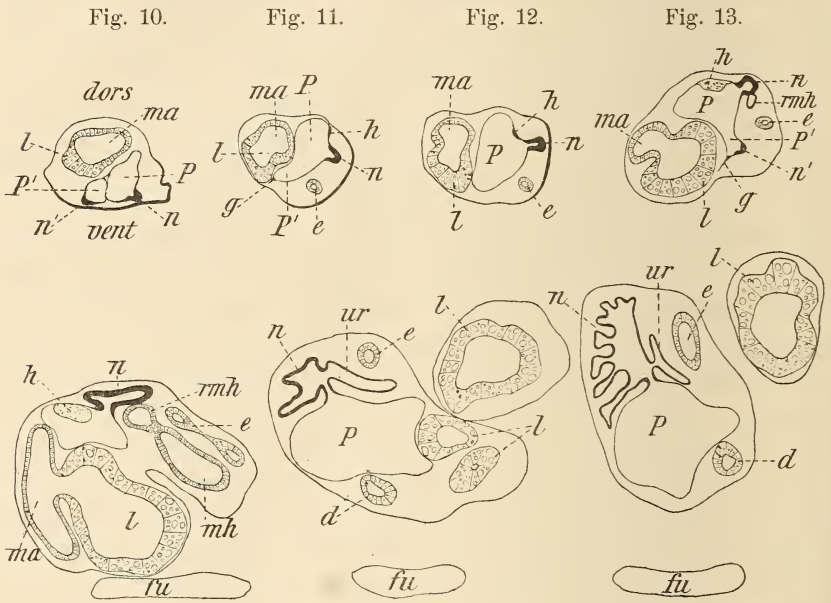 Fig. 10. Fig. 11. Fig. 12. Fig. 13.
dors
ma
l
P
P'
n'
n
vent
ma
P
h
l
n
g
P'
e
ma
h
P
n
l
e
h
n
P
rmh
e
ma
P'
n'
g
l
h
n
rmh
e
l
ma
mh
fu
n
ur
e
l
P
l
d
fu
n
ur
e
l
P
d
fu